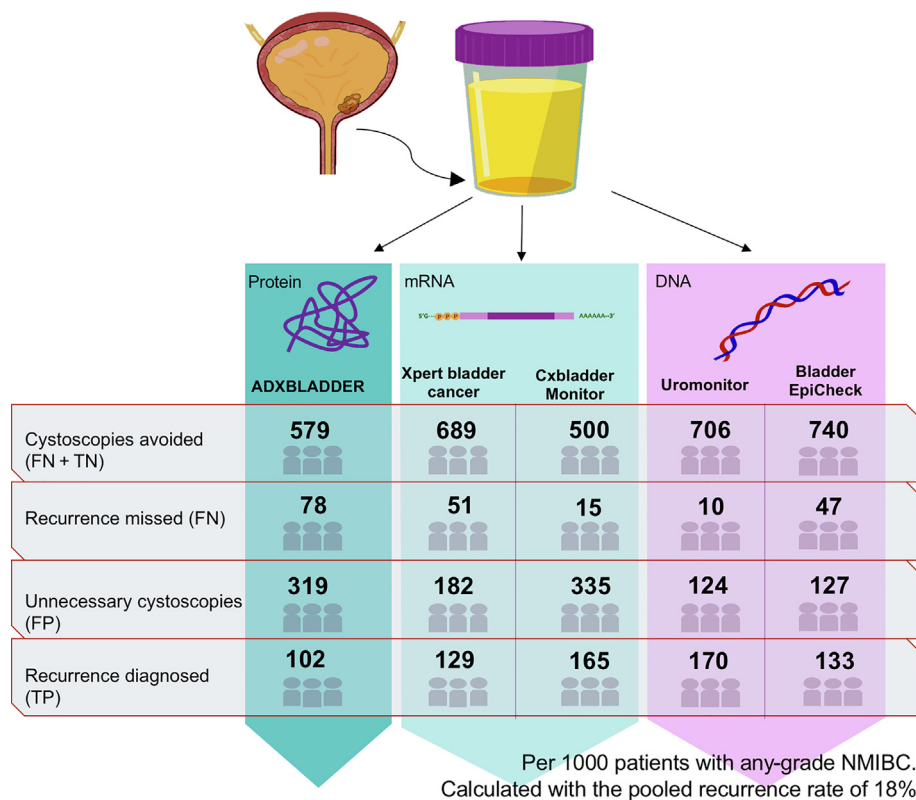 Protein
mRNA
DNA
5'G--- P P P AAAAAA--3'
ADXBLADDER
Xpert bladder
cancer
Cxbladder
Monitor
Uromonitor
Bladder
EpiCheck
Cystoscopies avoided
(FN + TN)
579
689
500
706
740
Recurrence missed (FN)
78
51
15
10
47
Unnecessary cystoscopies
(FP)
319
182
335
124
127
Recurrence diagnosed
(TP)
102
129
165
170
133
Per 1000 patients with any-grade NMIBC.
Calculated with the pooled recurrence rate of 18%